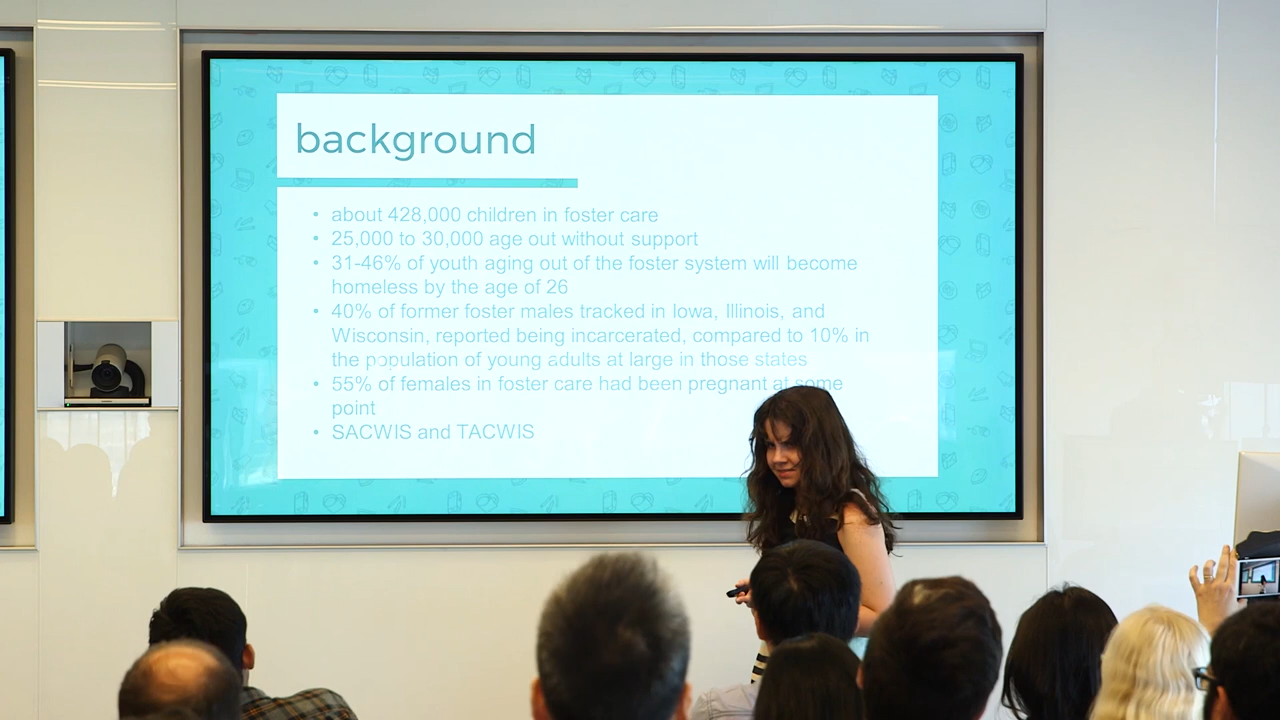 background
• about 428,000 children in foster care
• 25,000 to 30,000 age out without support
• 31-46% of youth aging out of the foster system will become
homeless by the age of 26
• 40% of former foster males tracked in Iowa, Illinois, and
Wisconsin, reported being incarcerated, compared to 10% in
the population of young adults at large in those states
• 55% of females in foster care had been pregnant at some
point
• SACWIS and TACWIS